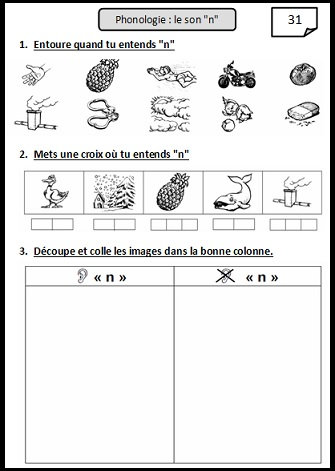 Phonologie : le son "n"
31
1. Entoure quand tu entends "n"
2. Mets une croix où tu entends "n"
3. Découpe et colle les images dans la bonne colonne.
« n »
« n »